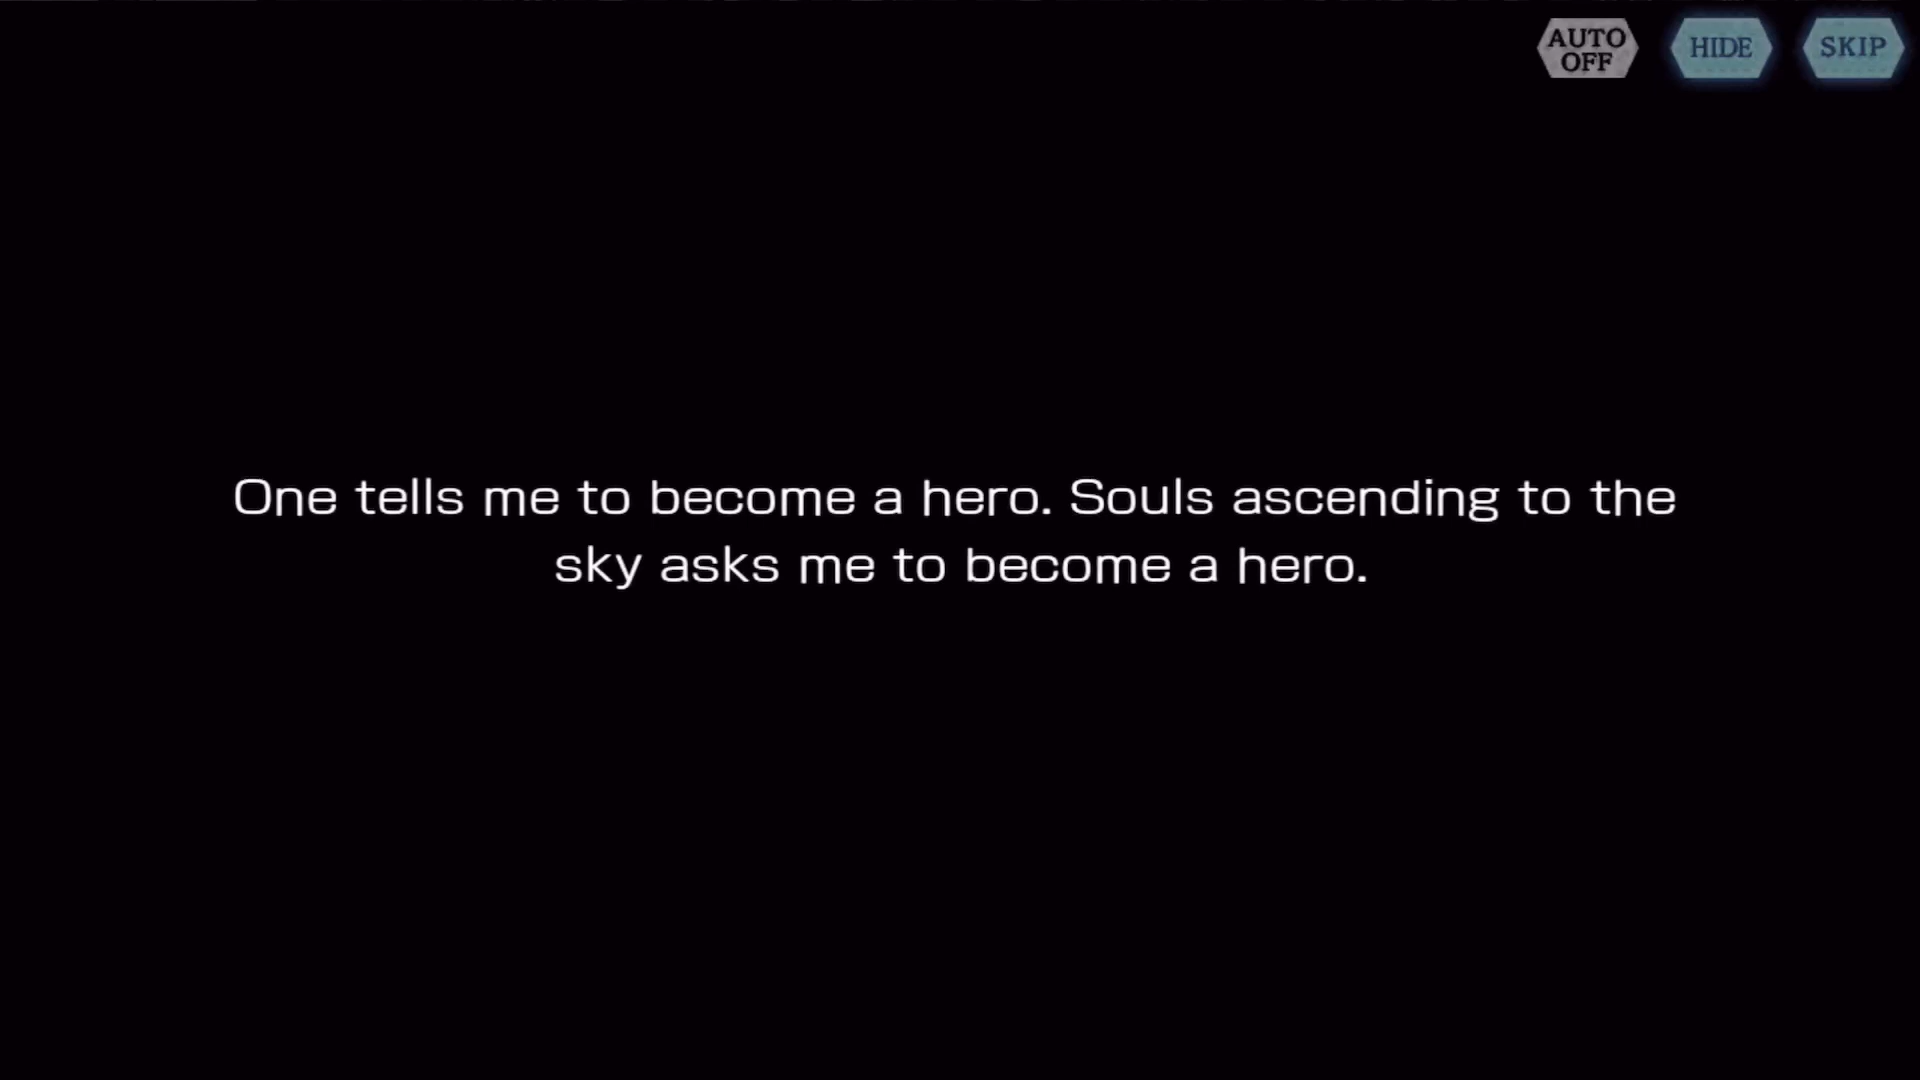 AUTO
OFF
HIDE
SKIP
One tells me to become a hero. Souls ascending to the
sky asks me to become a hero.